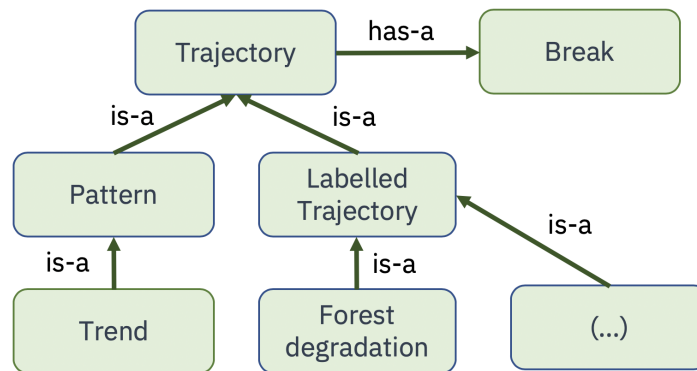 Trajectory
has-a
Break
is-a
is-a
Pattern
Labelled
Trajectory
is-a
is-a
is-a
Trend
Forest
degradation
(...)